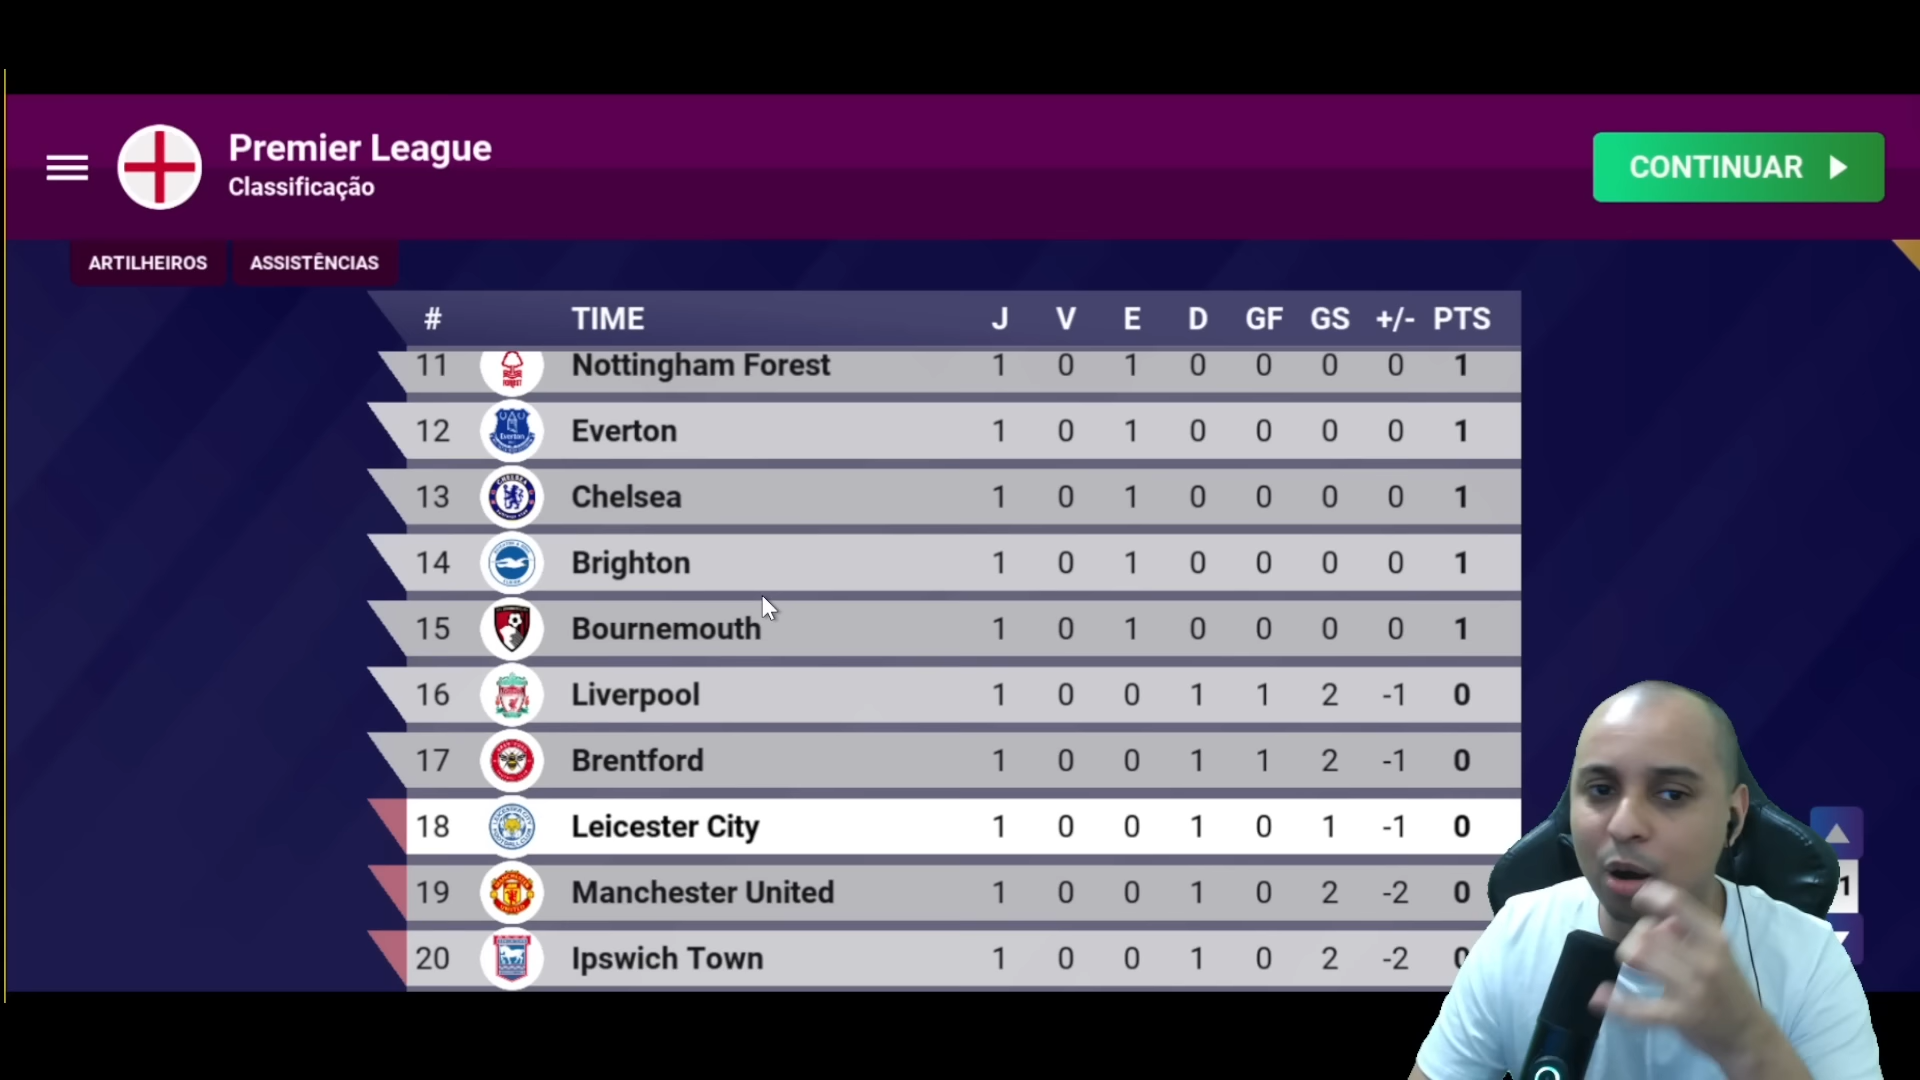 Premier League
Classificação
CONTINUAR
ARTILHEIROS ASSISTÊNCIAS
# TIME J V E D GF GS +/- PTS
11 Nottingham Forest 1 0 1 0 0 0 0 1
12 Everton 1 0 1 0 0 0 0 1
13 Chelsea 1 0 1 0 0 0 0 1
14 Brighton 1 0 1 0 0 0 0 1
15 Bournemouth 1 0 1 0 0 0 0 1
16 Liverpool 1 0 0 1 1 2 -1 0
17 Brentford 1 0 0 1 1 2 -1 0
18 Leicester City 1 0 0 1 0 1 -1 0
19 Manchester United 1 0 0 1 0 2 -2 0
20 Ipswich Town 1 0 0 1 0 2 -2 0
1